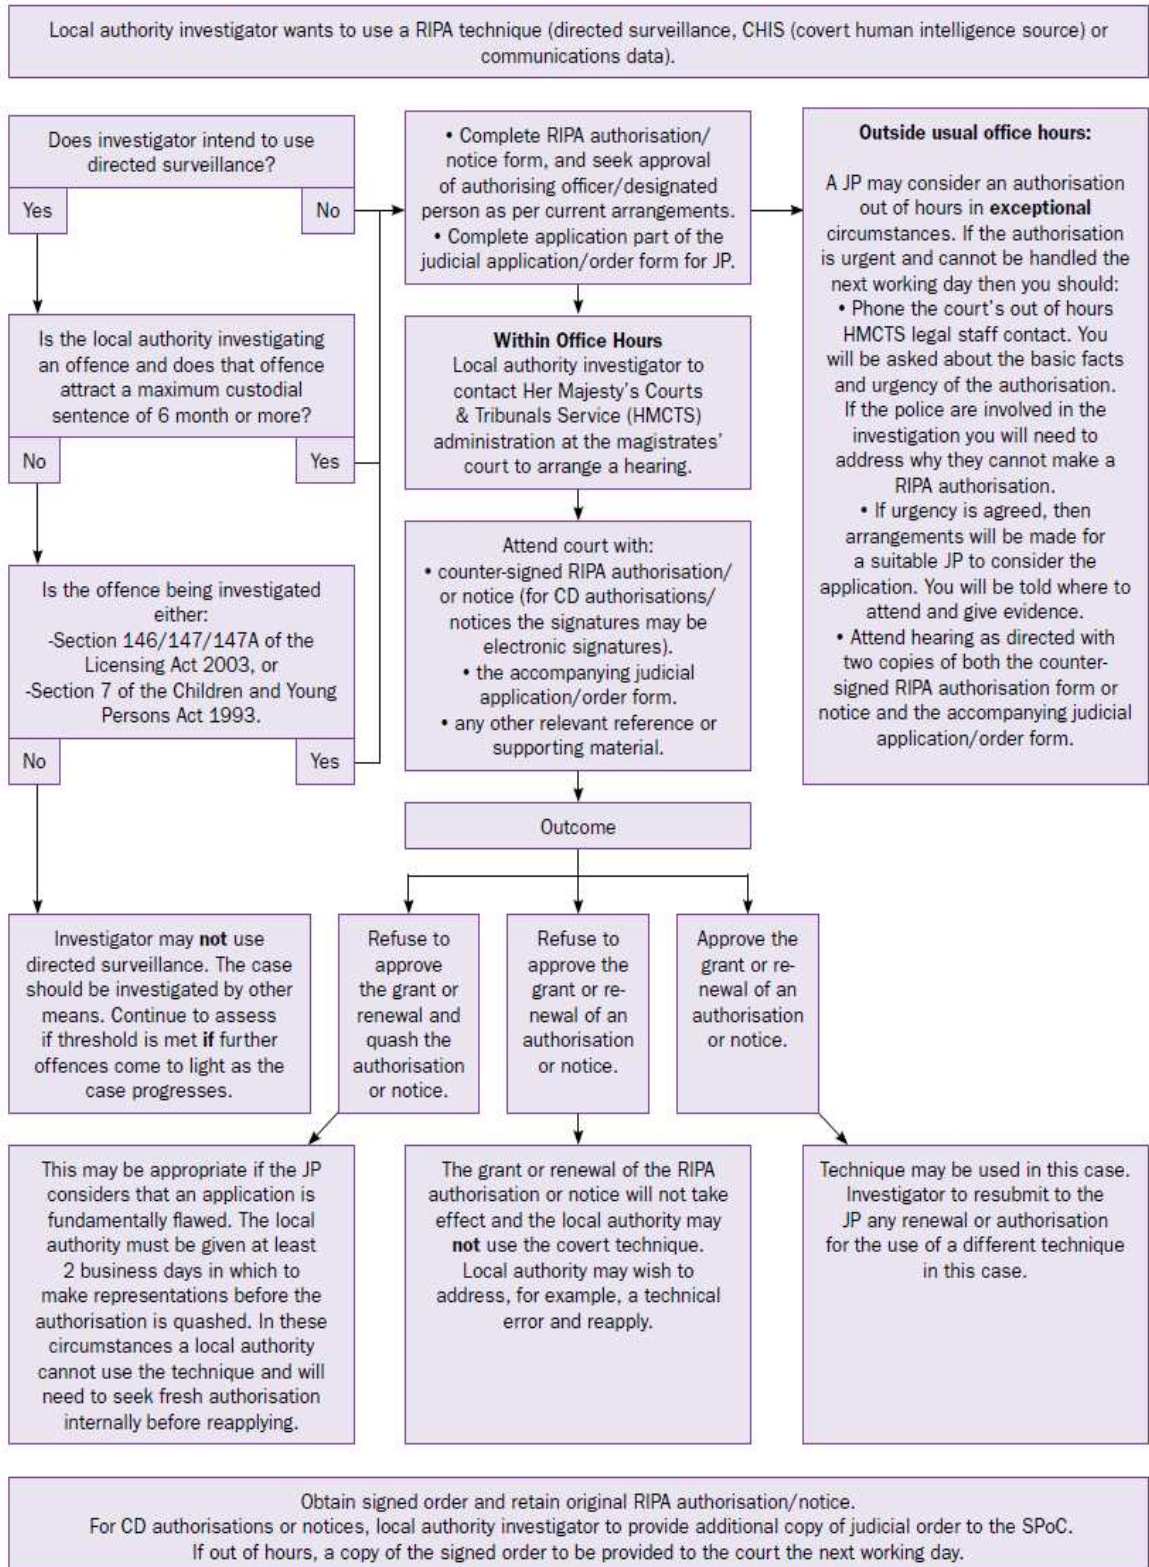 Local authority investigator wants to use a RIPA technique (directed surveillance, CHIS (covert human intelligence source) or
communications data).
Does investigator intend to use
directed surveillance?
Yes
No
Is the local authority investigating
an offence and does that offence
attract a maximum custodial
sentence of 6 month or more?
No
Yes
Is the offence being investigated
either:
-Section 146/147/147A of the
Licensing Act 2003, or
-Section 7 of the Children and Young
Persons Act 1993.
No
Yes
• Complete RIPA authorisation/
notice form, and seek approval
of authorising officer/designated
person as per current arrangements.
• Complete application part of the
judicial application/order form for JP.
Within Office Hours
Local authority investigator to
contact Her Majesty's Courts
& Tribunals Service (HMCTS)
administration at the magistrates'
court to arrange a hearing.
Attend court with:
• counter-signed RIPA authorisation/
or notice (for CD authorisations/
notices the signatures may be
electronic signatures).
• the accompanying judicial
application/order form.
• any other relevant reference or
supporting material.
Outside usual office hours:
A JP may consider an authorisation
out of hours in exceptional
circumstances. If the authorisation
is urgent and cannot be handled the
next working day then you should:
• Phone the court's out of hours
HMCTS legal staff contact. You
will be asked about the basic facts
and urgency of the authorisation.
If the police are involved in the
investigation you will need to
address why they cannot make a
RIPA authorisation.
• If urgency is agreed, then
arrangements will be made for
a suitable JP to consider the
application. You will be told where to
attend and give evidence.
• Attend hearing as directed with
two copies of both the counter-
signed RIPA authorisation form or
notice and the accompanying judicial
application/order form.
Outcome
Investigator may not use
directed surveillance. The case
should be investigated by other
means. Continue to assess
if threshold is met if further
offences come to light as the
case progresses.
Refuse to
approve
the grant or
renewal and
quash the
authorisation
or notice.
Refuse to
approve the
grant or re-
newal of an
authorisation
or notice.
Approve the
grant or re-
newal of an
authorisation
or notice.
This may be appropriate if the JP
considers that an application is
fundamentally flawed. The local
authority must be given at least
2 business days in which to
make representations before the
authorisation is quashed. In these
circumstances a local authority
cannot use the technique and will
need to seek fresh authorisation
internally before reapplying.
The grant or renewal of the RIPA
authorisation or notice will not take
effect and the local authority may
not use the covert technique.
Local authority may wish to
address, for example, a technical
error and reapply.
Technique may be used in this case.
Investigator to resubmit to the
JP any renewal or authorisation
for the use of a different technique
in this case.
Obtain signed order and retain original RIPA authorisation/notice.
For CD authorisations or notices, local authority investigator to provide additional copy of judicial order to the SPoC.
If out of hours, a copy of the signed order to be provided to the court the next working day.